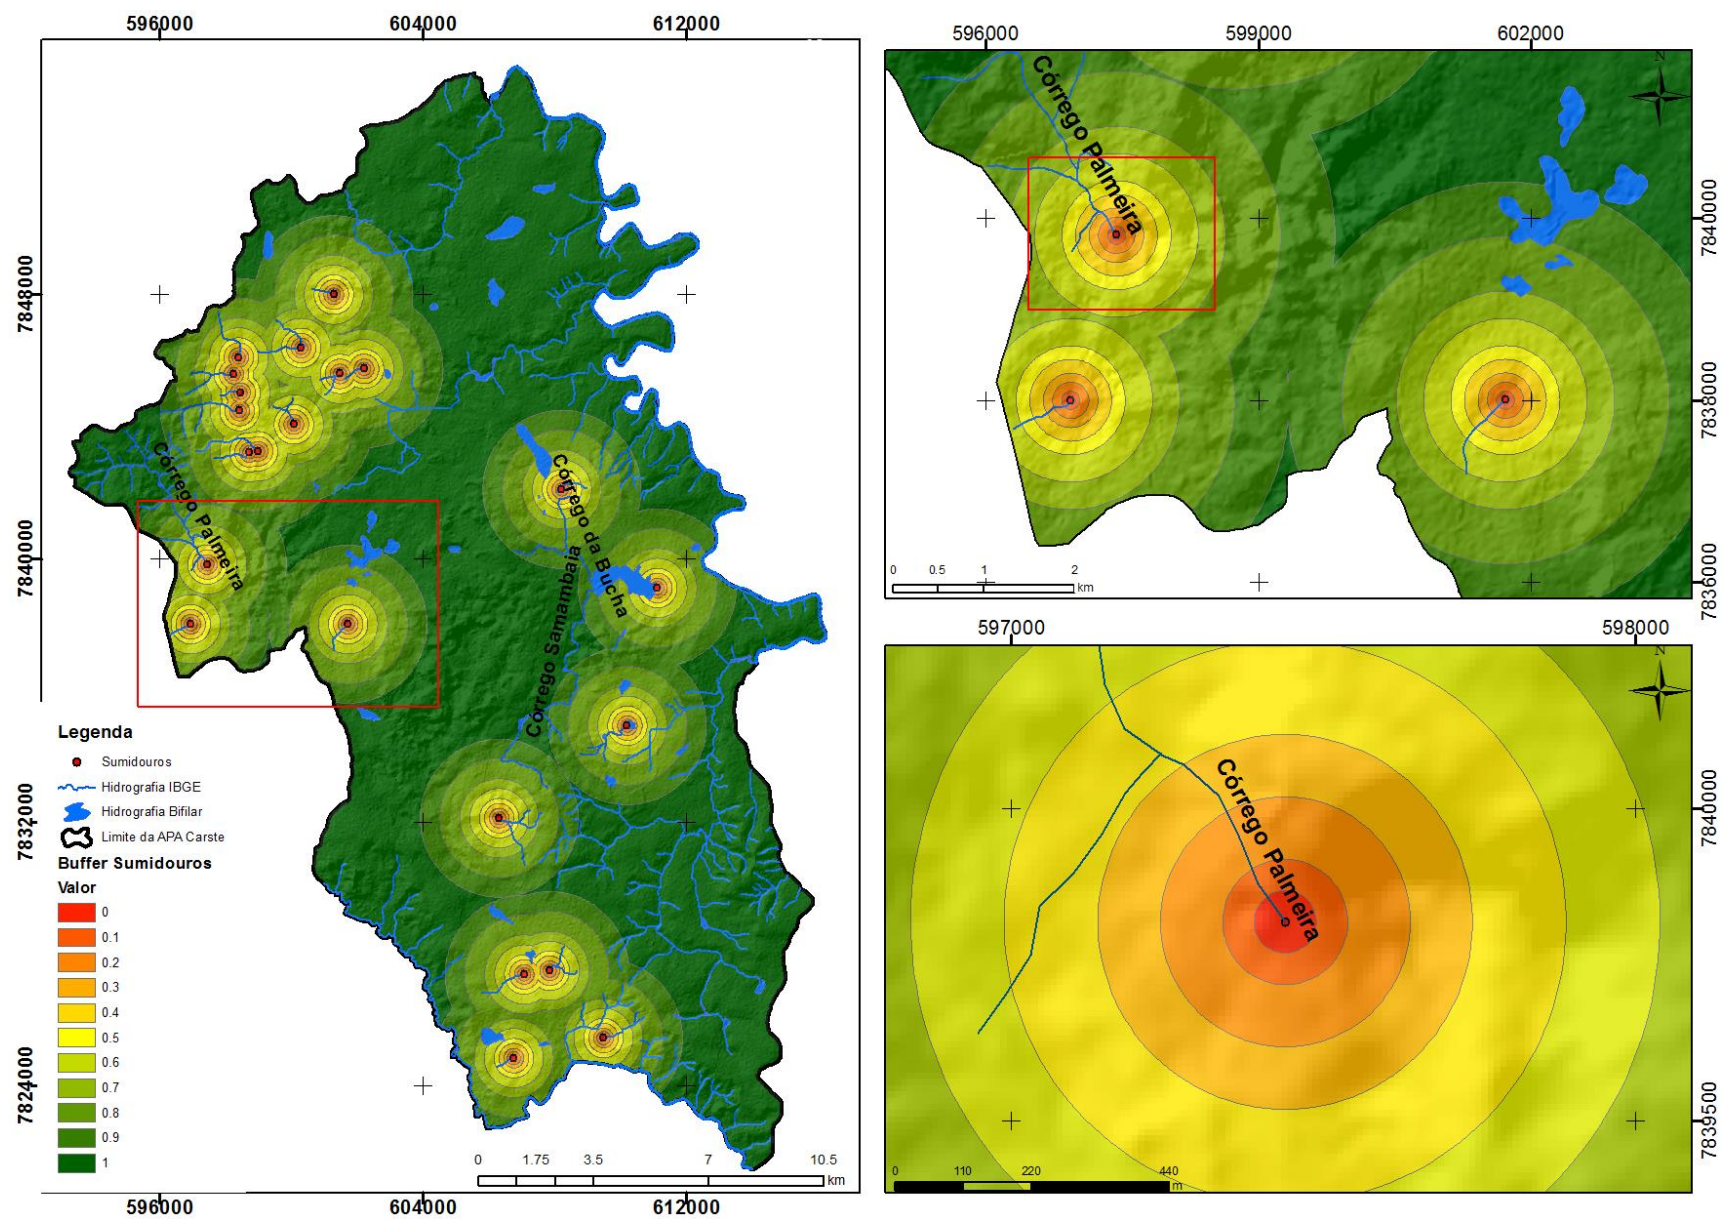 596000 604000 612000
7848000
7840000
7832000
7824000
Córrego Palmeira
Córrego da Bucha
Córrego Samambaia
Legenda
Sumidouros
Hidrografia IBGE
Hidrografia Bifilar
Limite da APA Carste
Buffer Sumidouros
Valor
0
0.1
0.2
0.3
0.4
0.5
0.6
0.7
0.8
0.9
1
0 1.75 3.5 7 10.5
km
596000 604000 612000
596000 599000 602000
N
Córrego Palmeira
7840000
7838000
7836000
0 0.5 1 2
km
597000 598000
N
Córrego Palmeira
7840000
7839500
0 110 220 440
m